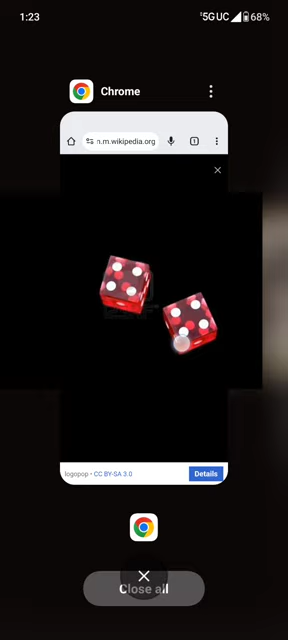 1:23
5G UC 68%
Chrome
n.m.wikipedia.org
1
logopop • CC BY-SA 3.0
Details
Close all